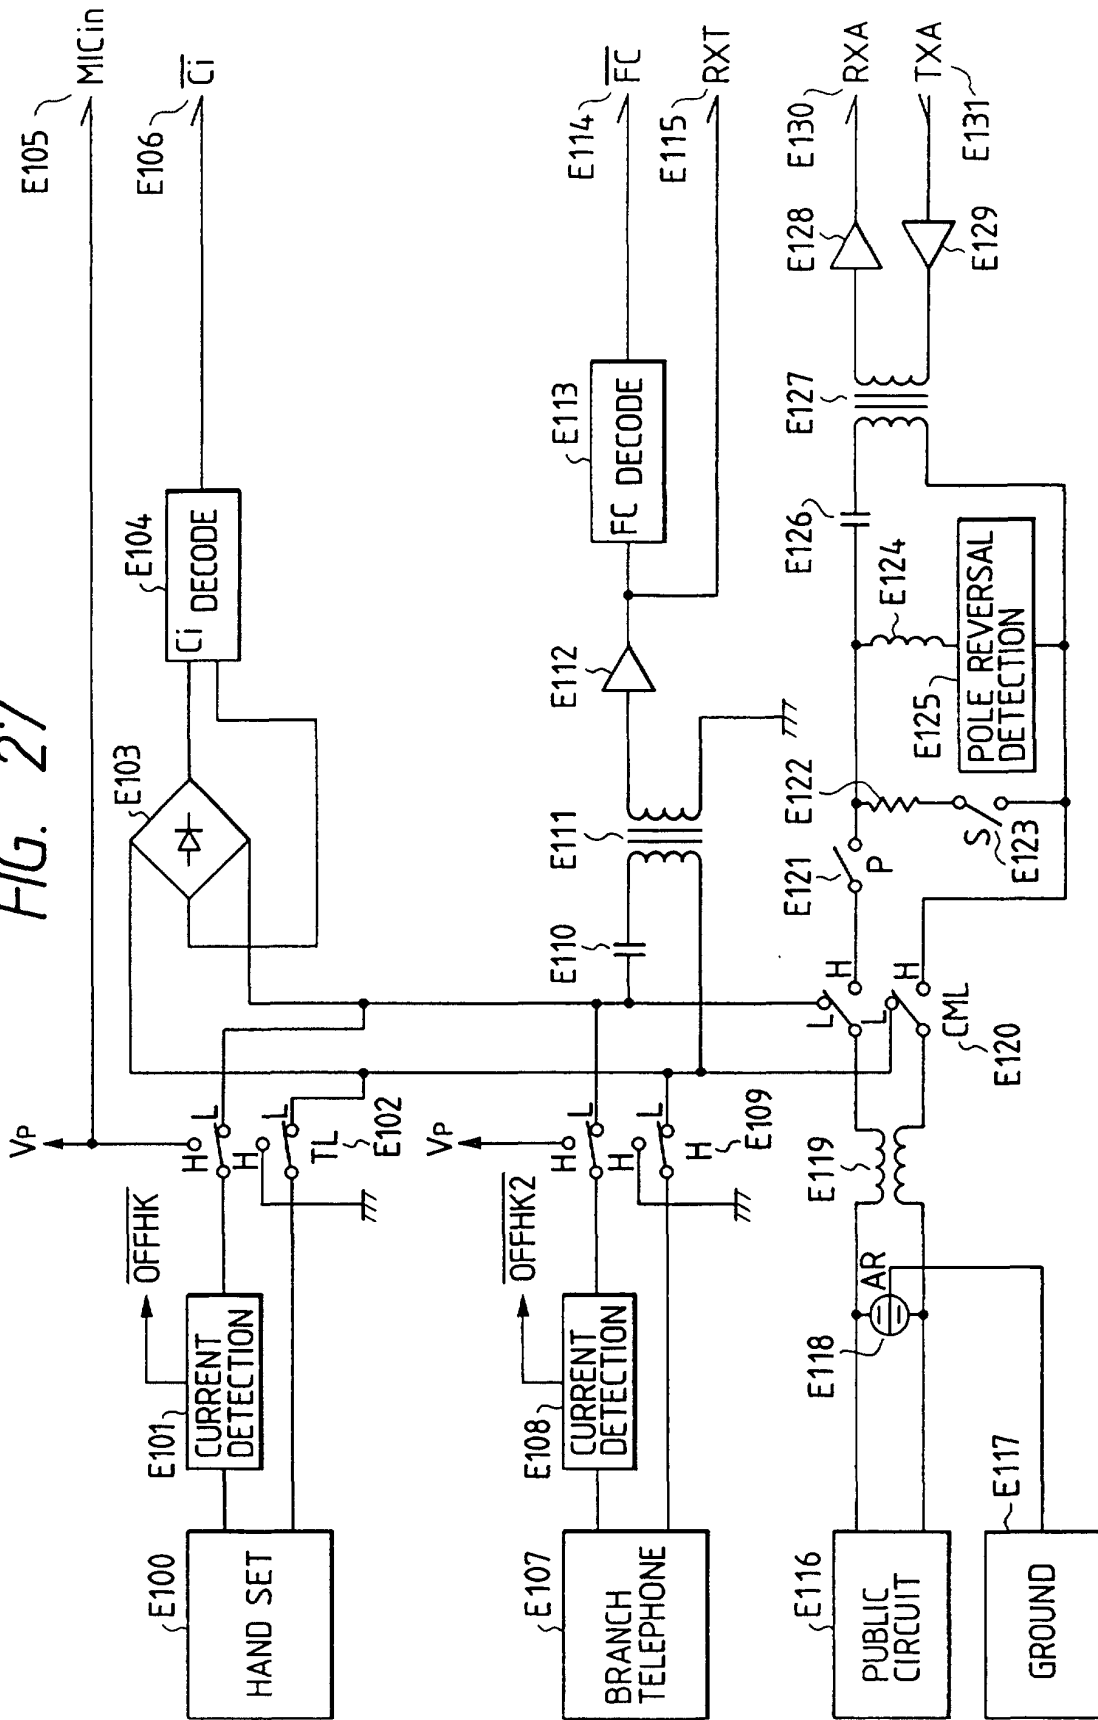 FIG. 27
E100
HAND SET
E101
CURRENT
DETECTION
OFFHK
VP
H
L
H
L
TL
E102
E103
E104
Ci
DECODE
E105
MICin
E106
Ci
E107
BRANCH
TELEPHONE
E108
CURRENT
DETECTION
OFFHK2
VP
H
L
H
L
H
E109
E110
E111
E112
E113
FC DECODE
E114
FC
E115
RXT
E116
PUBLIC
CIRCUIT
E117
GROUND
E118
AR
E119
L
H
L
H
CML
E120
E121
P
E122
S
E123
E124
E125
POLE REVERSAL
DETECTION
E126
E127
E128
E129
E130
RXA
TXA
E131